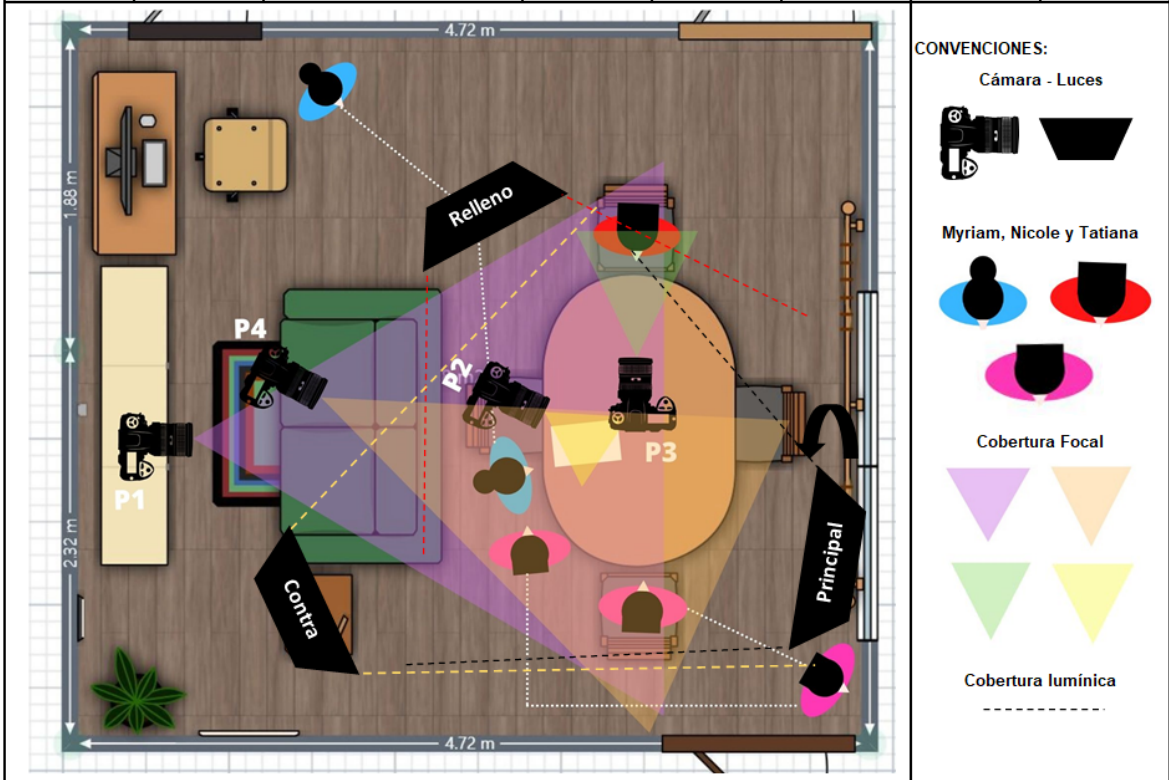 4.72 m
CONVENCIONES:
Cámara - Luces
1.88 m
Relleno
Myriam, Nicole y Tatiana
P4
P2
P3
P1
Cobertura Focal
2.32 m
Contra
Principal
Cobertura lumínica
4.72 m